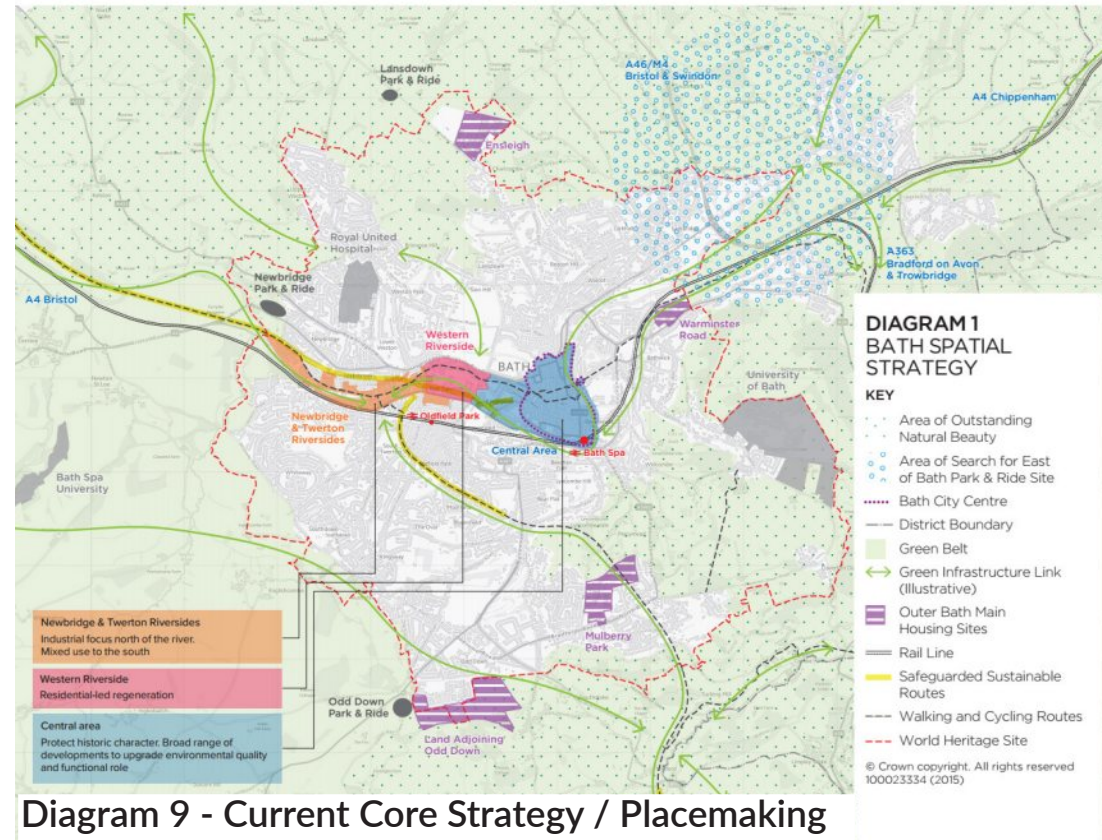 Lansdown
Park & Ride
A46/M4
Bristol & Swindon
A4 Chippenham
Ensleigh
Royal United
Hospital
Newbridge
Park & Ride
A363
Bradford on Avon
& Trowbridge
A4 Bristol
Western
Riverside
BATH
Warminster
Road
University
of Bath
Newbridge
& Twerton
Riversides
Oldfield Park
Central Area
Bath Spa
Bath Spa
University
Mulberry
Park
Odd Down
Park & Ride
Land Adjoining
Odd Down
Newbridge & Twerton Riversides
Industrial focus north of the river.
Mixed use to the south
Western Riverside
Residential-led regeneration
Central area
Protect historic character. Broad range of
developments to upgrade environmental quality
and functional role
DIAGRAM 1
BATH SPATIAL
STRATEGY
KEY
Area of Outstanding
Natural Beauty
Area of Search for East
of Bath Park & Ride Site
Bath City Centre
District Boundary
Green Belt
Green Infrastructure Link
(Illustrative)
Outer Bath Main
Housing Sites
Rail Line
Safeguarded Sustainable
Routes
Walking and Cycling Routes
World Heritage Site
© Crown copyright. All rights reserved
100023334 (2015)
Diagram 9 - Current Core Strategy / Placemaking